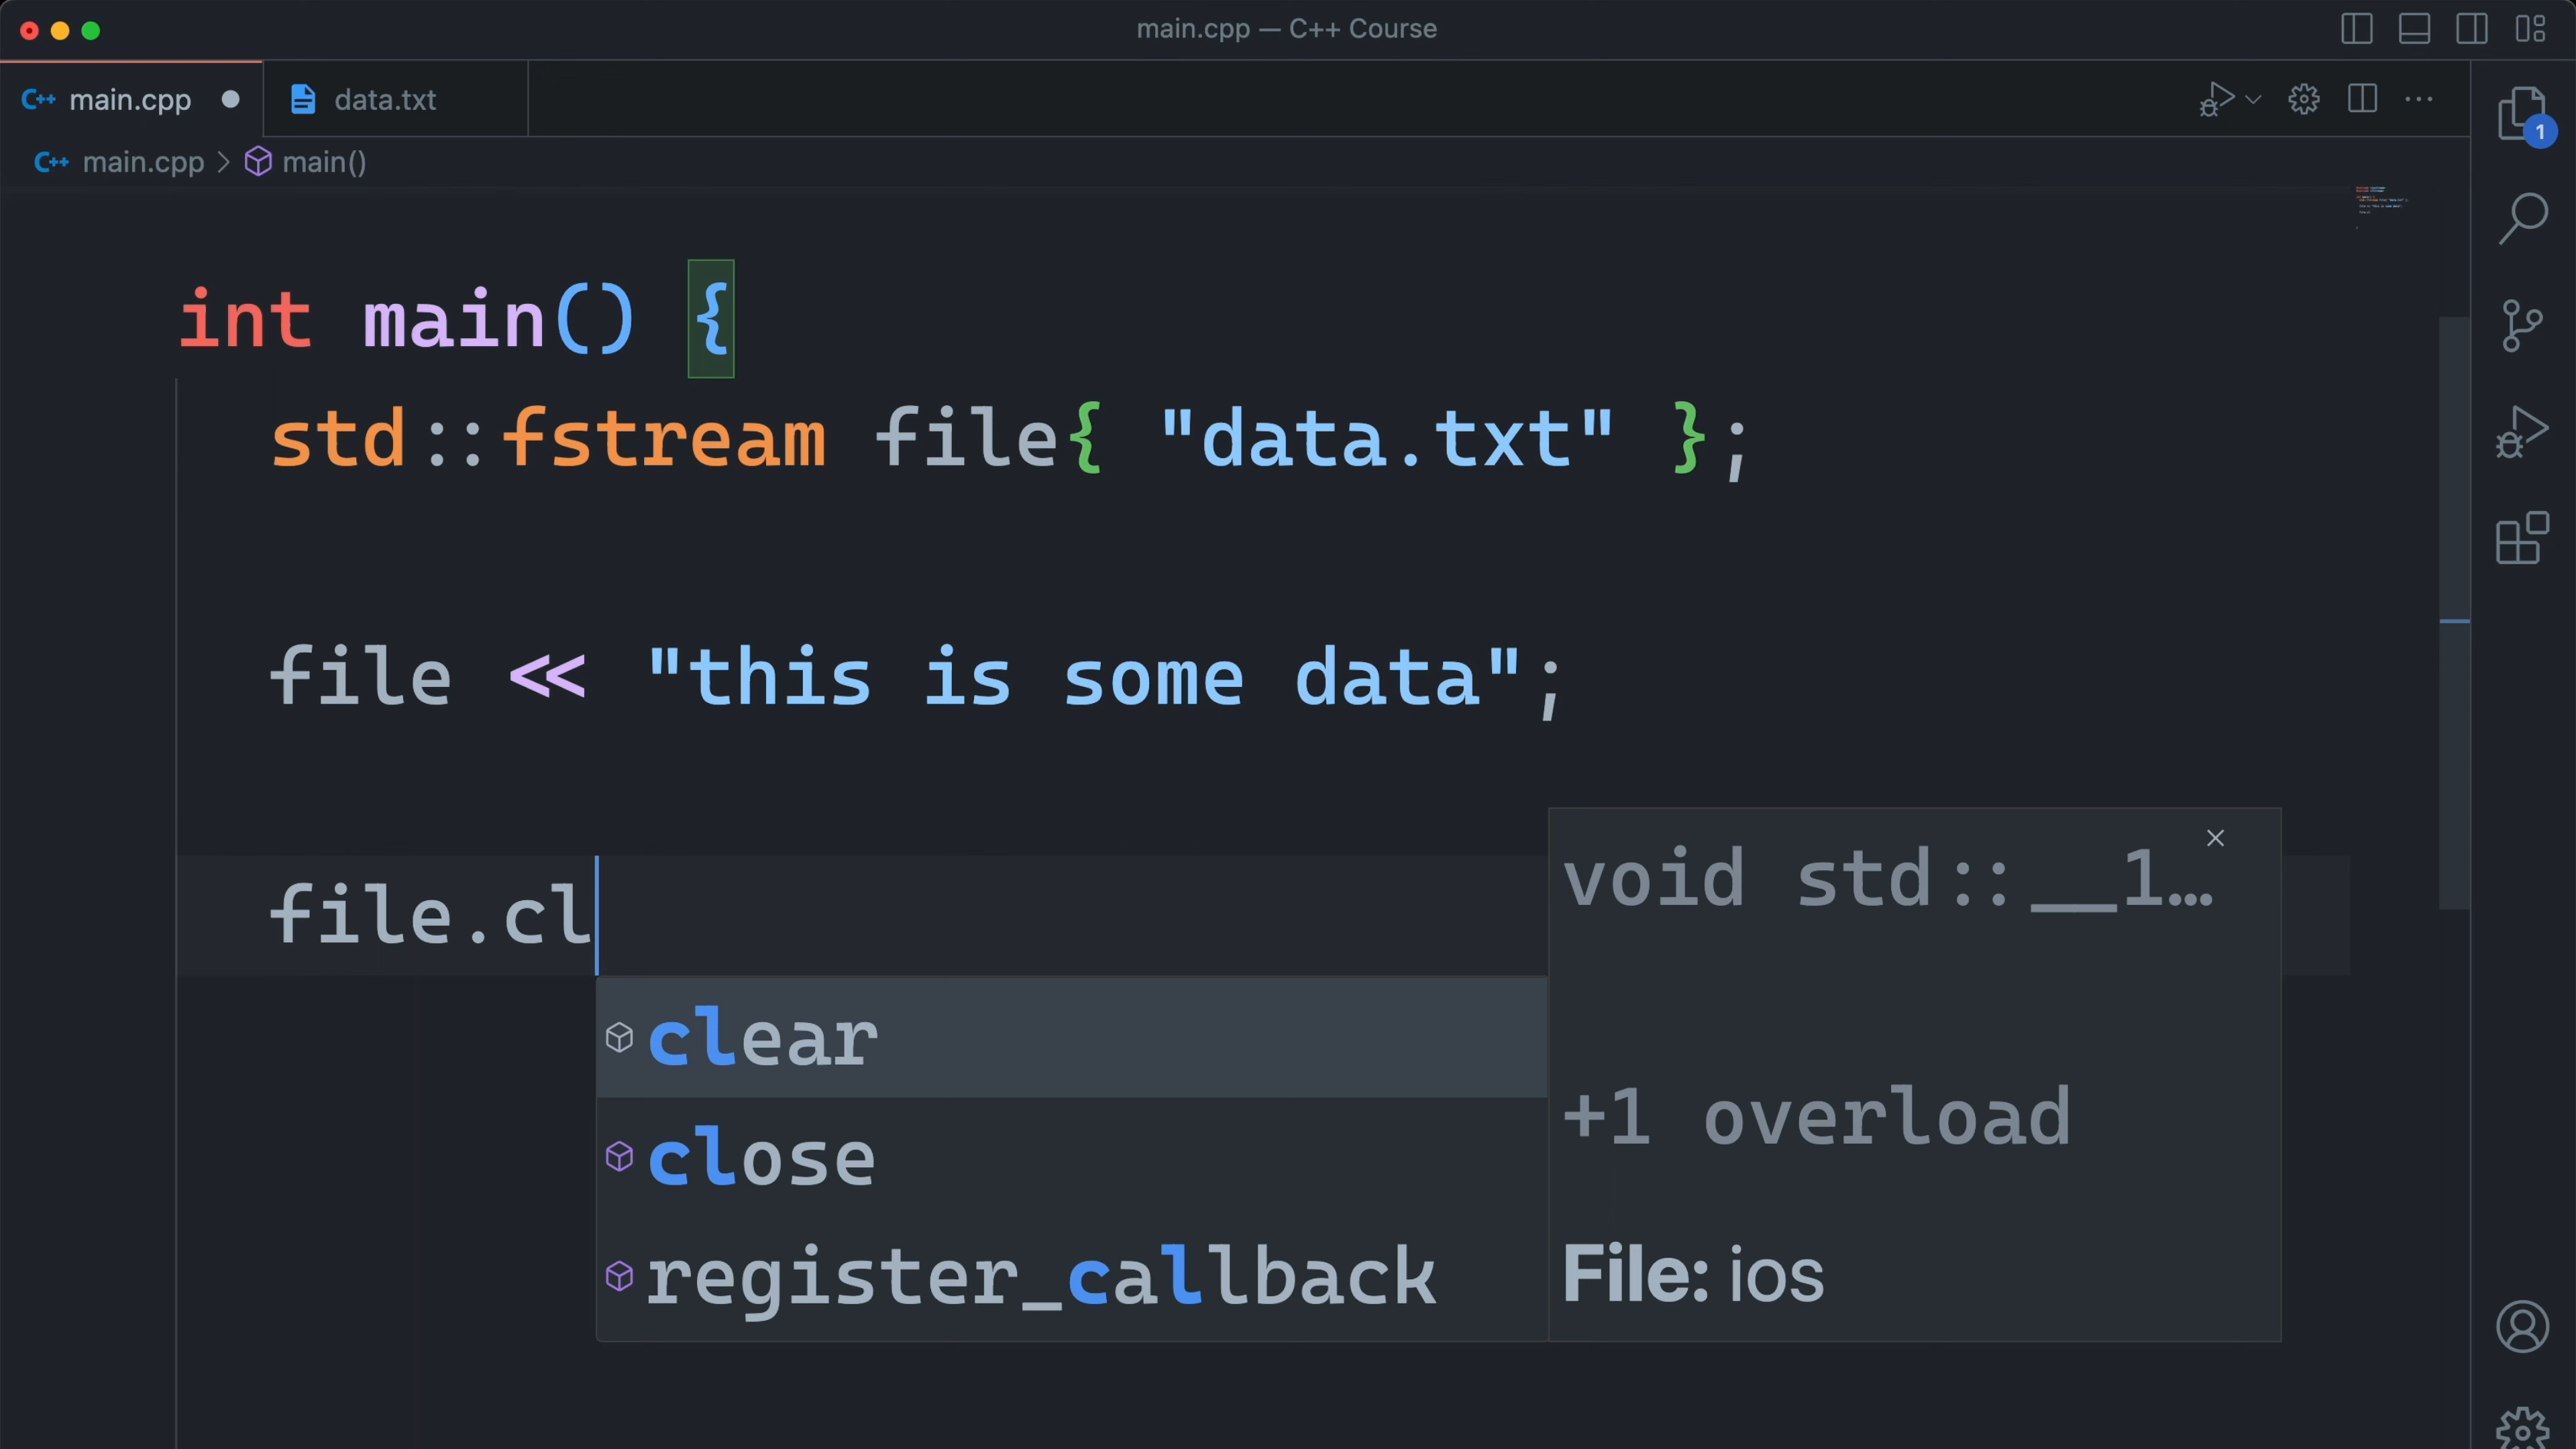 main.cpp — C++ Course
C++ main.cpp
data.txt
1
C++ main.cpp > main()
int main() {
std::fstream file{ "data.txt" };
file << "this is some data";
file.cl
clear
close
register_callback
void std::__1…
+1 overload
File: ios